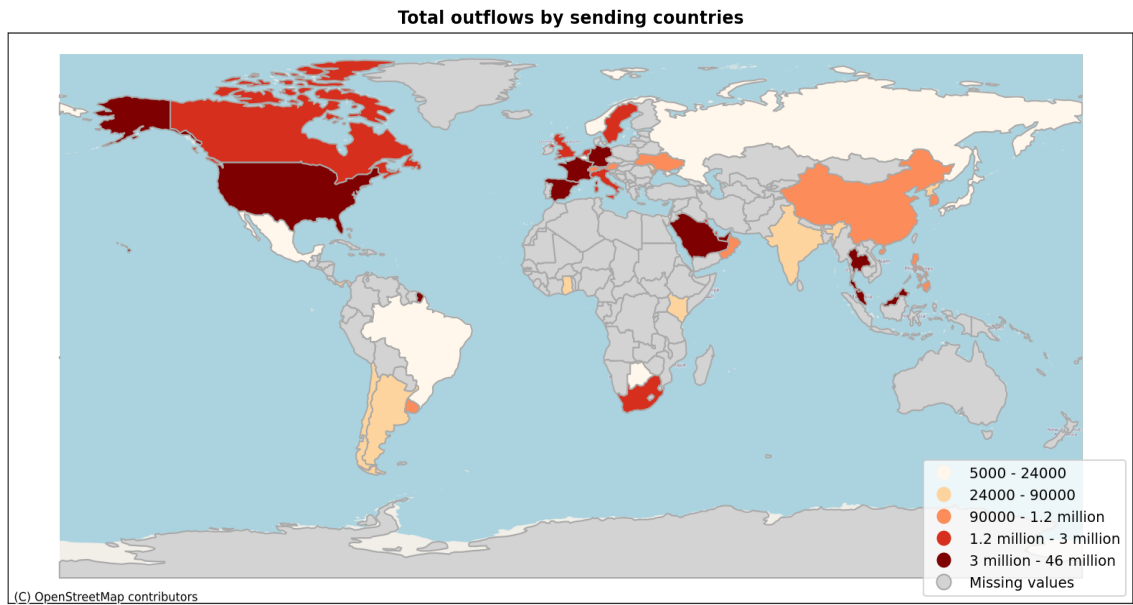 Total outflows by sending countries
5000 - 24000
24000 - 90000
90000 - 1.2 million
1.2 million - 3 million
3 million - 46 million
Missing values
(C) OpenStreetMap contributors